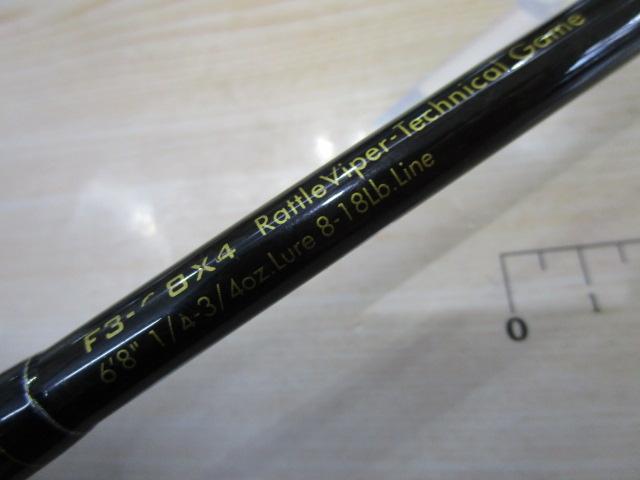 F3- 8X4 RattleViper-Technical Game
6'8" 1/4-3/4oz.Lure 8-18Lb.Line
0 1